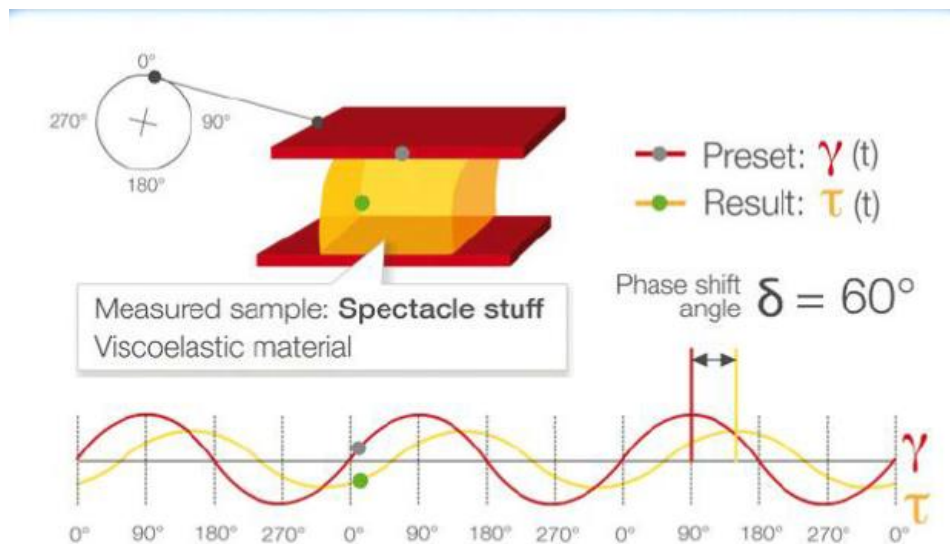 0°
270°
90°
180°
Preset: γ (t)
Result: τ (t)
Measured sample: Spectacle stuff
Viscoelastic material
Phase shift
angle δ = 60°
γ
τ
0° 90° 180° 270° 0° 90° 180° 270° 0° 90° 180° 270° 0°